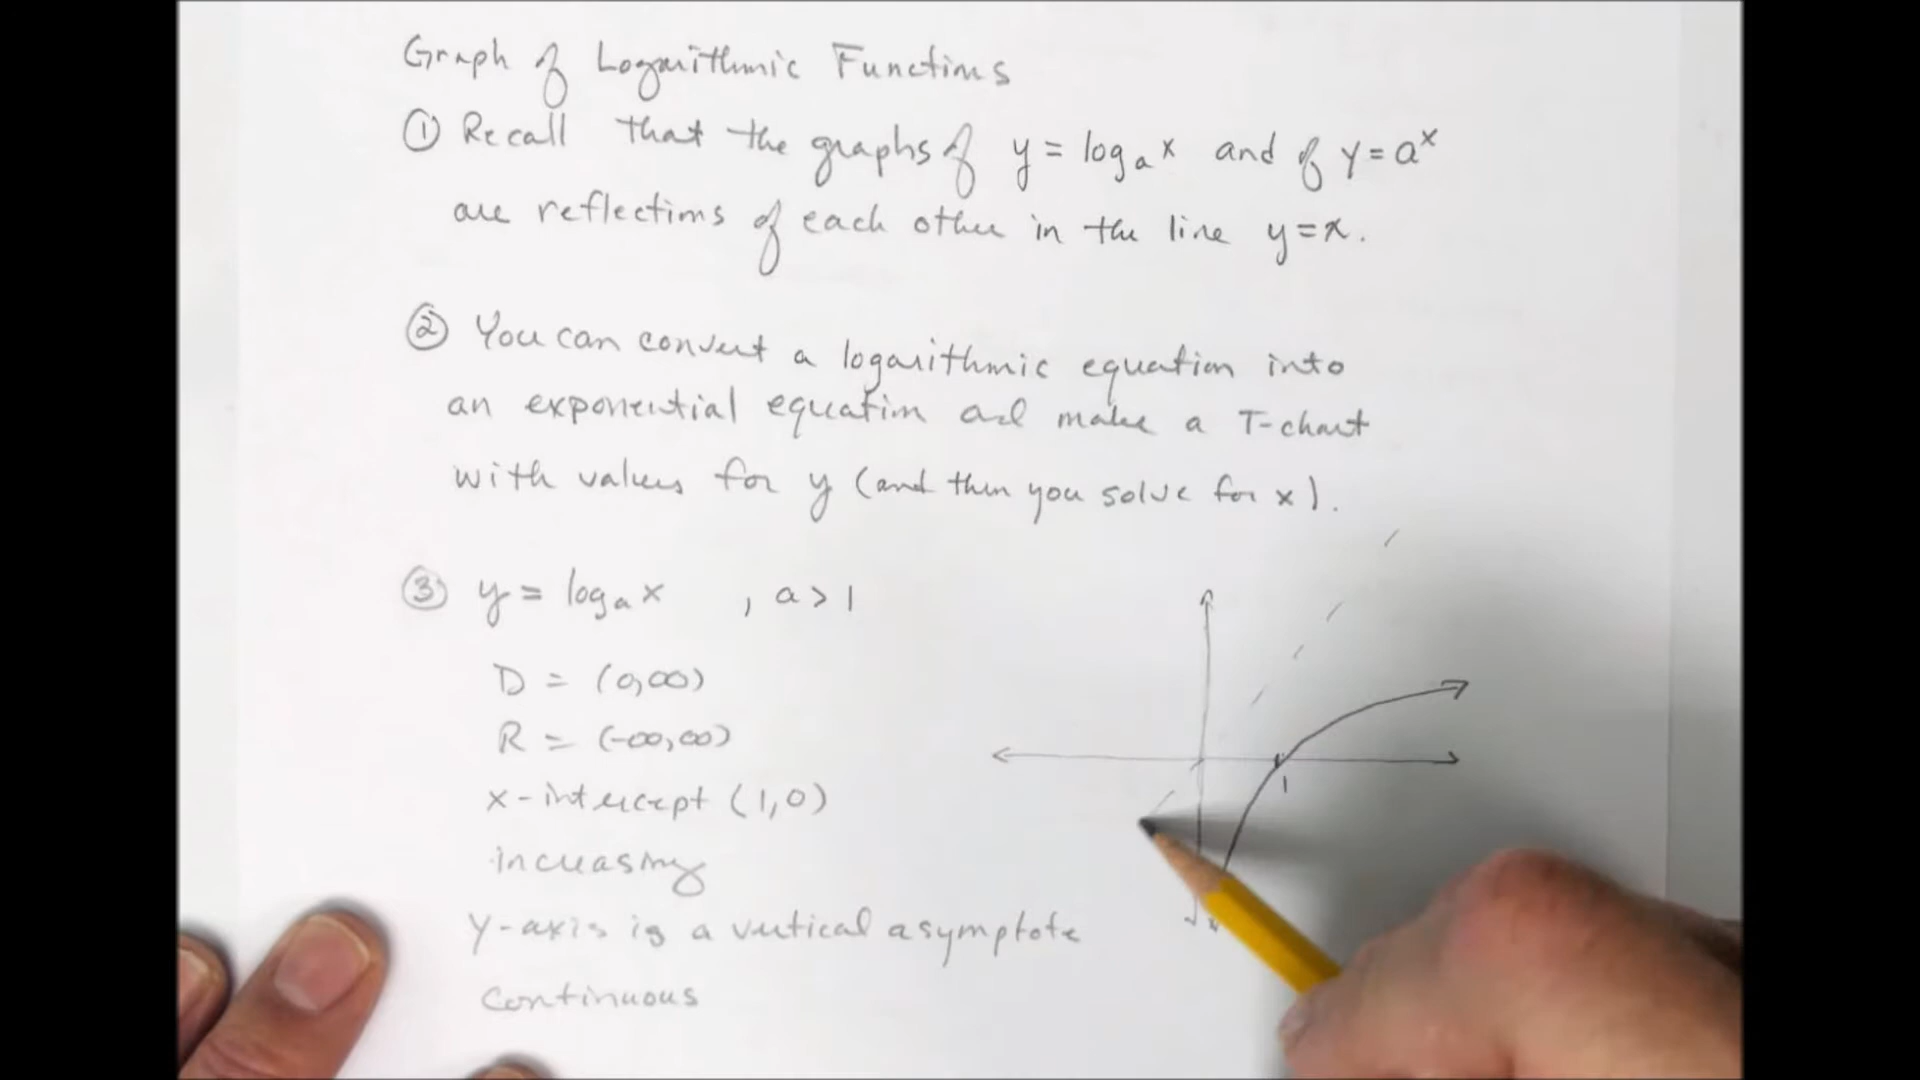 Graph of Logarithmic Functions
① Recall that the graphs of y = logₐ x and of y = aˣ
are reflections of each other in the line y = x.
② You can convert a logarithmic equation into
an exponential equation and make a T-chart
with values for y (and then you solve for x).
③ y = logₐ x , a > 1
D = (0,∞)
R = (-∞,∞)
1
x-intercept (1,0)
increasing
y-axis is a vertical asymptote
Continuous